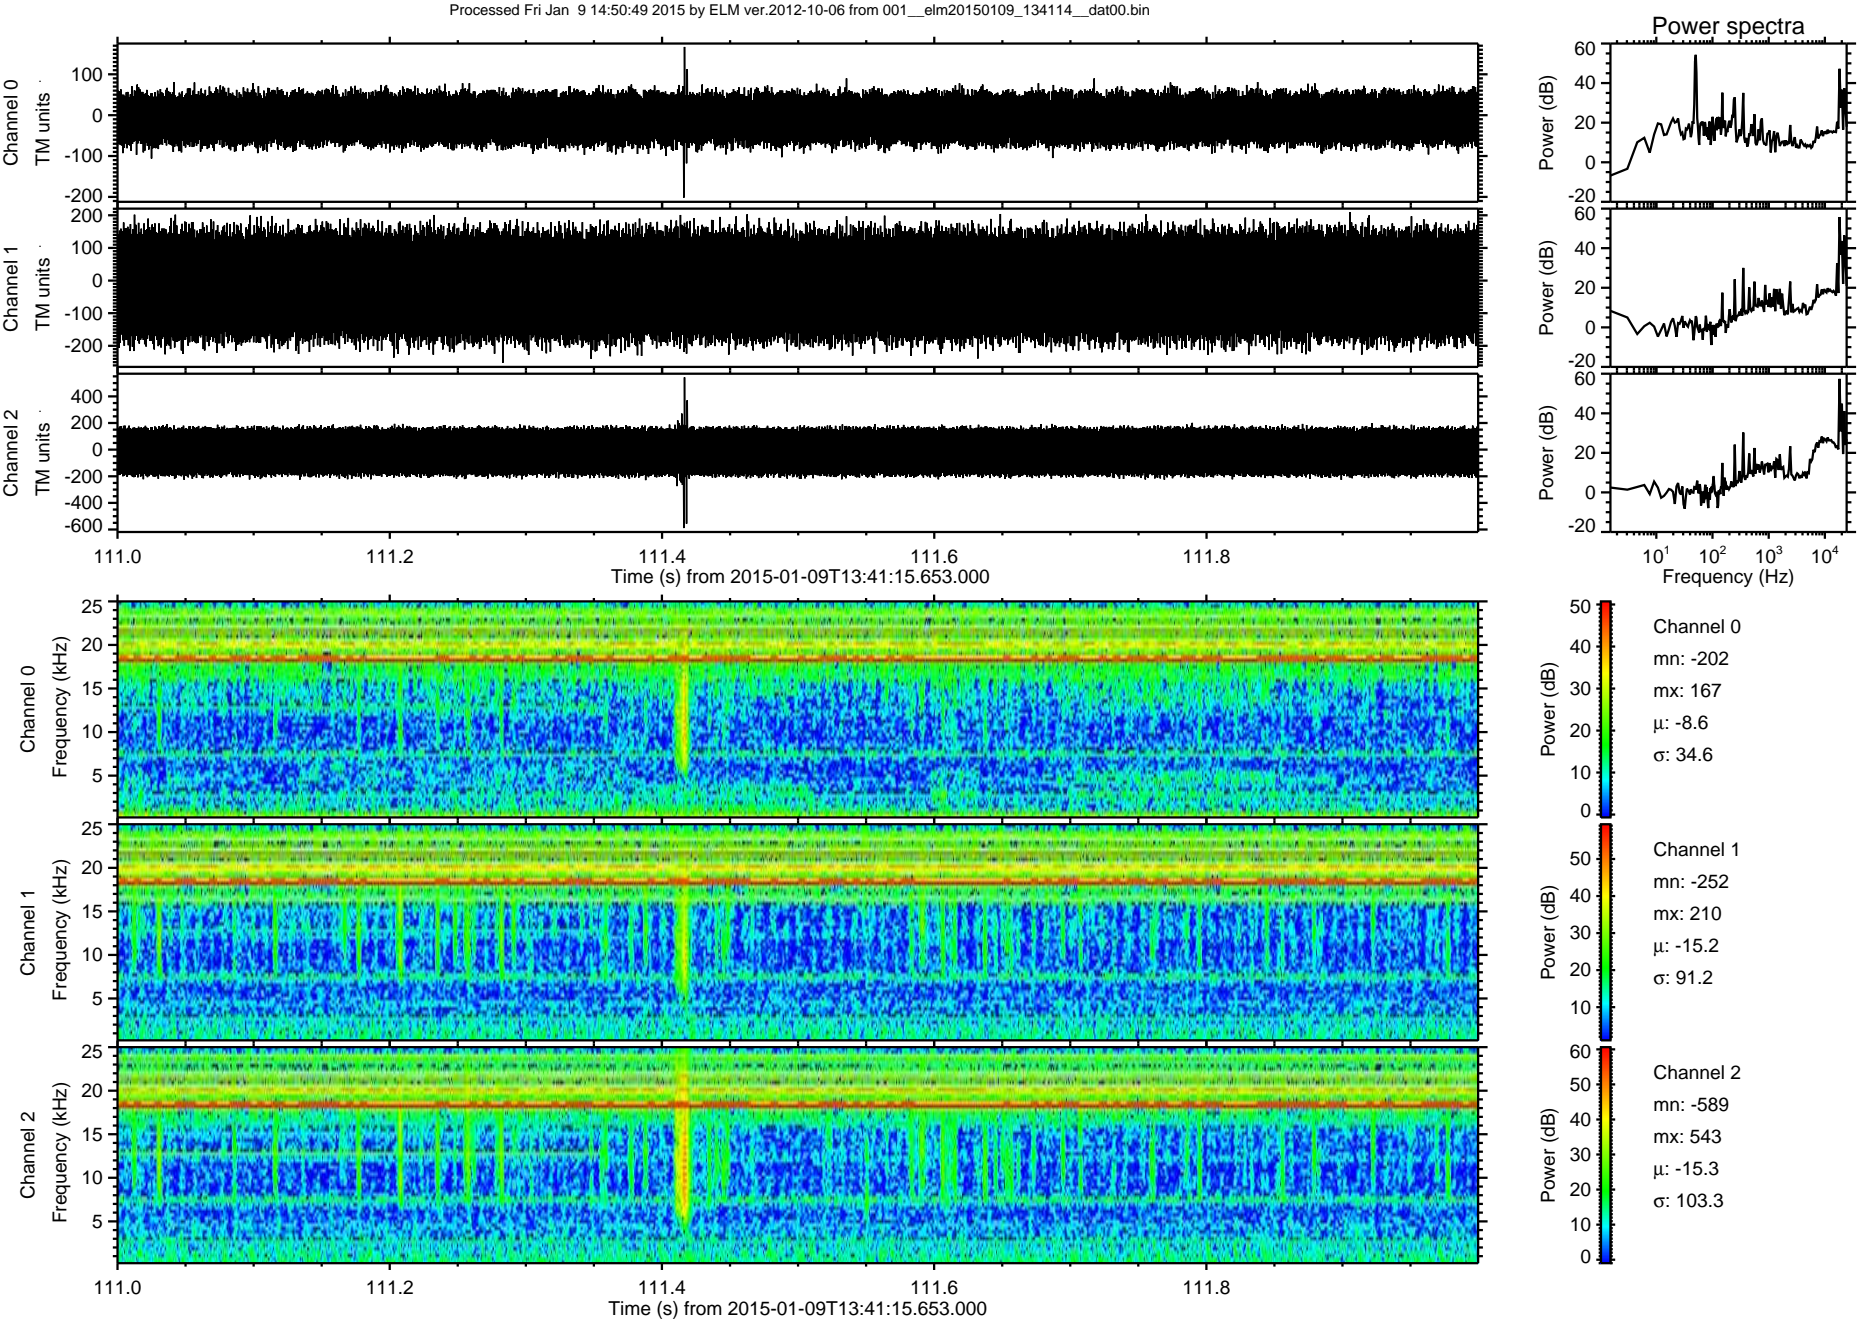 Processed Fri Jan  9 14:50:49 2015 by ELM ver.2012-10-06 from 001__elm20150109_134114__dat00.bin
Power spectra
Channel 0
TM units
100
0
-100
-200
Power (dB)
60
40
20
0
-20
Channel 1
TM units
200
100
0
-100
-200
Power (dB)
60
40
20
0
-20
Channel 2
TM units
400
200
0
-200
-400
-600
Power (dB)
60
40
20
0
-20
111.0 111.2 111.4 111.6 111.8
Time (s) from 2015-01-09T13:41:15.653.000
10¹ 10² 10³ 10⁴
Frequency (Hz)
Channel 0
Frequency (kHz)
25
20
15
10
5
Power (dB)
50
40
30
20
10
0
Channel 0
mn: -202
mx: 167
μ: -8.6
σ: 34.6
Channel 1
Frequency (kHz)
25
20
15
10
5
Power (dB)
50
40
30
20
10
Channel 1
mn: -252
mx: 210
μ: -15.2
σ: 91.2
Channel 2
Frequency (kHz)
25
20
15
10
5
Power (dB)
60
50
40
30
20
10
0
Channel 2
mn: -589
mx: 543
μ: -15.3
σ: 103.3
111.0 111.2 111.4 111.6 111.8
Time (s) from 2015-01-09T13:41:15.653.000